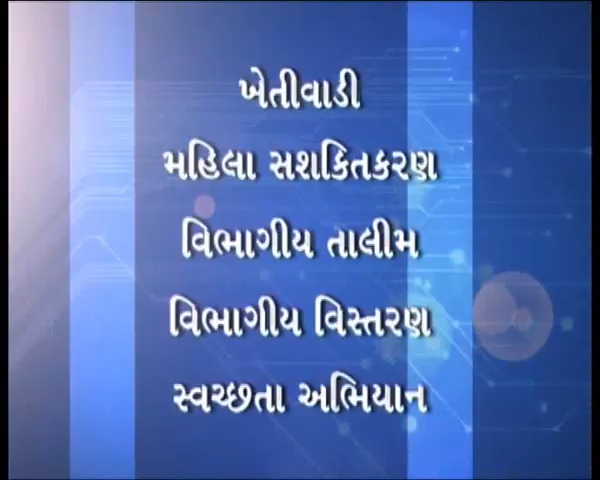 ખેતીવાડી
મહિલા સશકિતકરણ
વિભાગીય તાલીમ
વિભાગીય વિસ્તરણ
સ્વચ્છતા અભિયાન